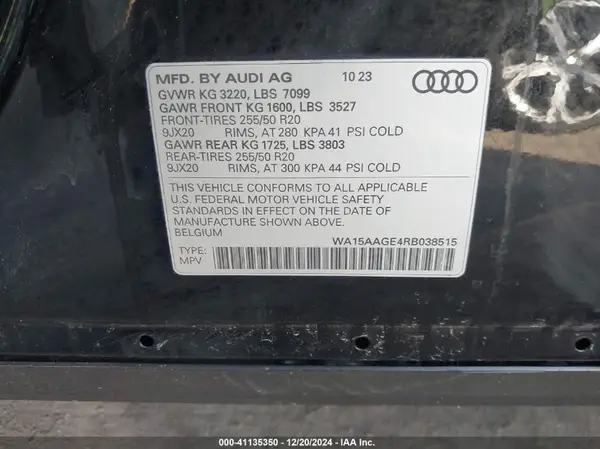 MFD. BY AUDI AG 10 23
GVWR KG 3220, LBS 7099
GAWR FRONT KG 1600, LBS 3527
FRONT-TIRES 255/50 R20
9JX20 RIMS, AT 280 KPA 41 PSI COLD
GAWR REAR KG 1725, LBS 3803
REAR-TIRES 255/50 R20
9JX20 RIMS, AT 300 KPA 44 PSI COLD
THIS VEHICLE CONFORMS TO ALL APPLICABLE
U.S. FEDERAL MOTOR VEHICLE SAFETY
STANDARDS IN EFFECT ON THE DATE OF
MANUFACTURE SHOWN ABOVE.
BELGIUM
WA15AAGE4RB038515
TYPE:
MPV
000-41135350 - 12/20/2024 - IAA Inc.